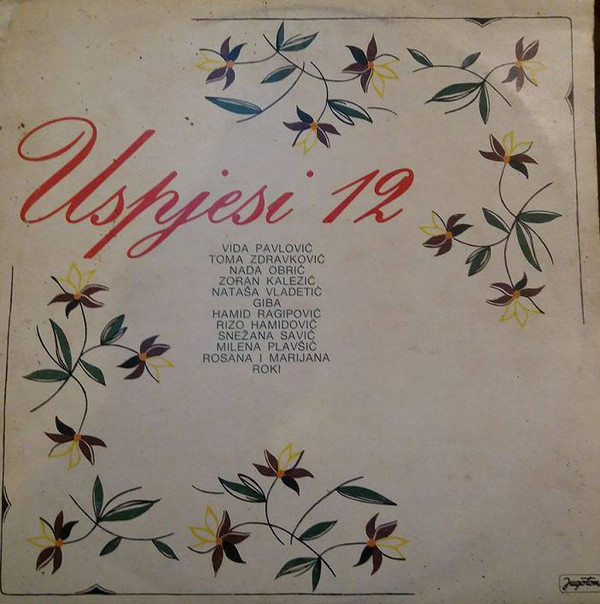 Uspjesi 12
VIDA PAVLOVIĆ
TOMA ZDRAVKOVIĆ
NADA OBRIĆ
ZORAN KALEZIĆ
NATAŠA VLADETIĆ
GIBA
HAMID RAGIPOVIĆ
RIZO HAMIDOVIĆ
SNEŽANA SAVIĆ
MILENA PLAVŠIĆ
ROSANA I MARIJANA
ROKI
Jugoton